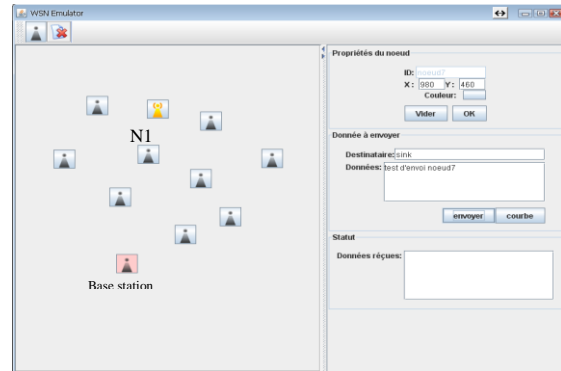 WSN Emulator
N1
Base station
Propriétés du noeud
ID: noeud7
X: 980 Y: 460
Couleur:
Vider OK
Donnée à envoyer
Destinataire: sink
Données: test d'envoi noeud7
envoyer courbe
Statut
Données réçues: